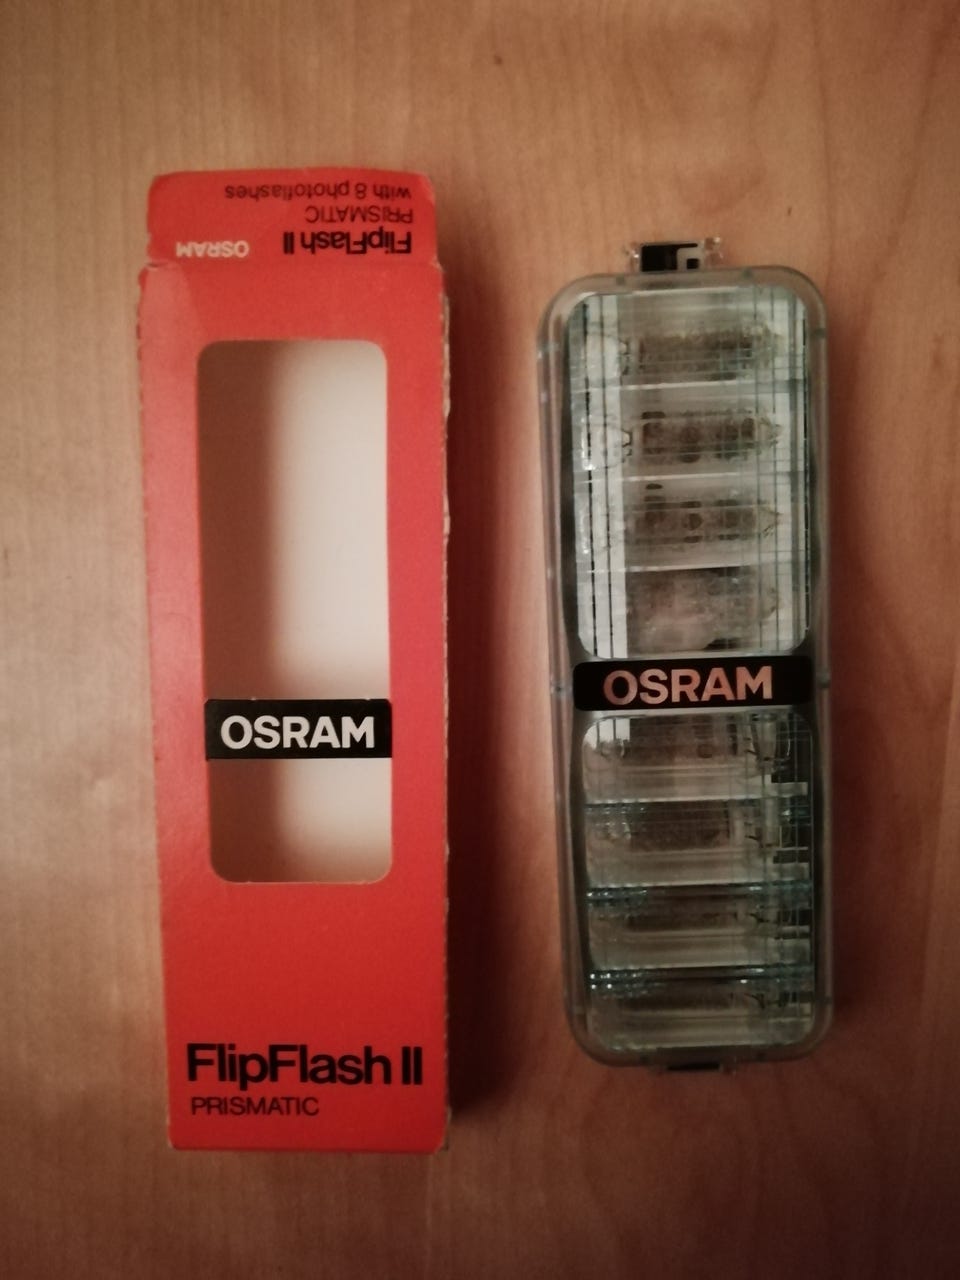 OSRAM FlipFlash II
PRISMATIC
with 8 photoflashes
OSRAM
FlipFlash II
PRISMATIC
OSRAM